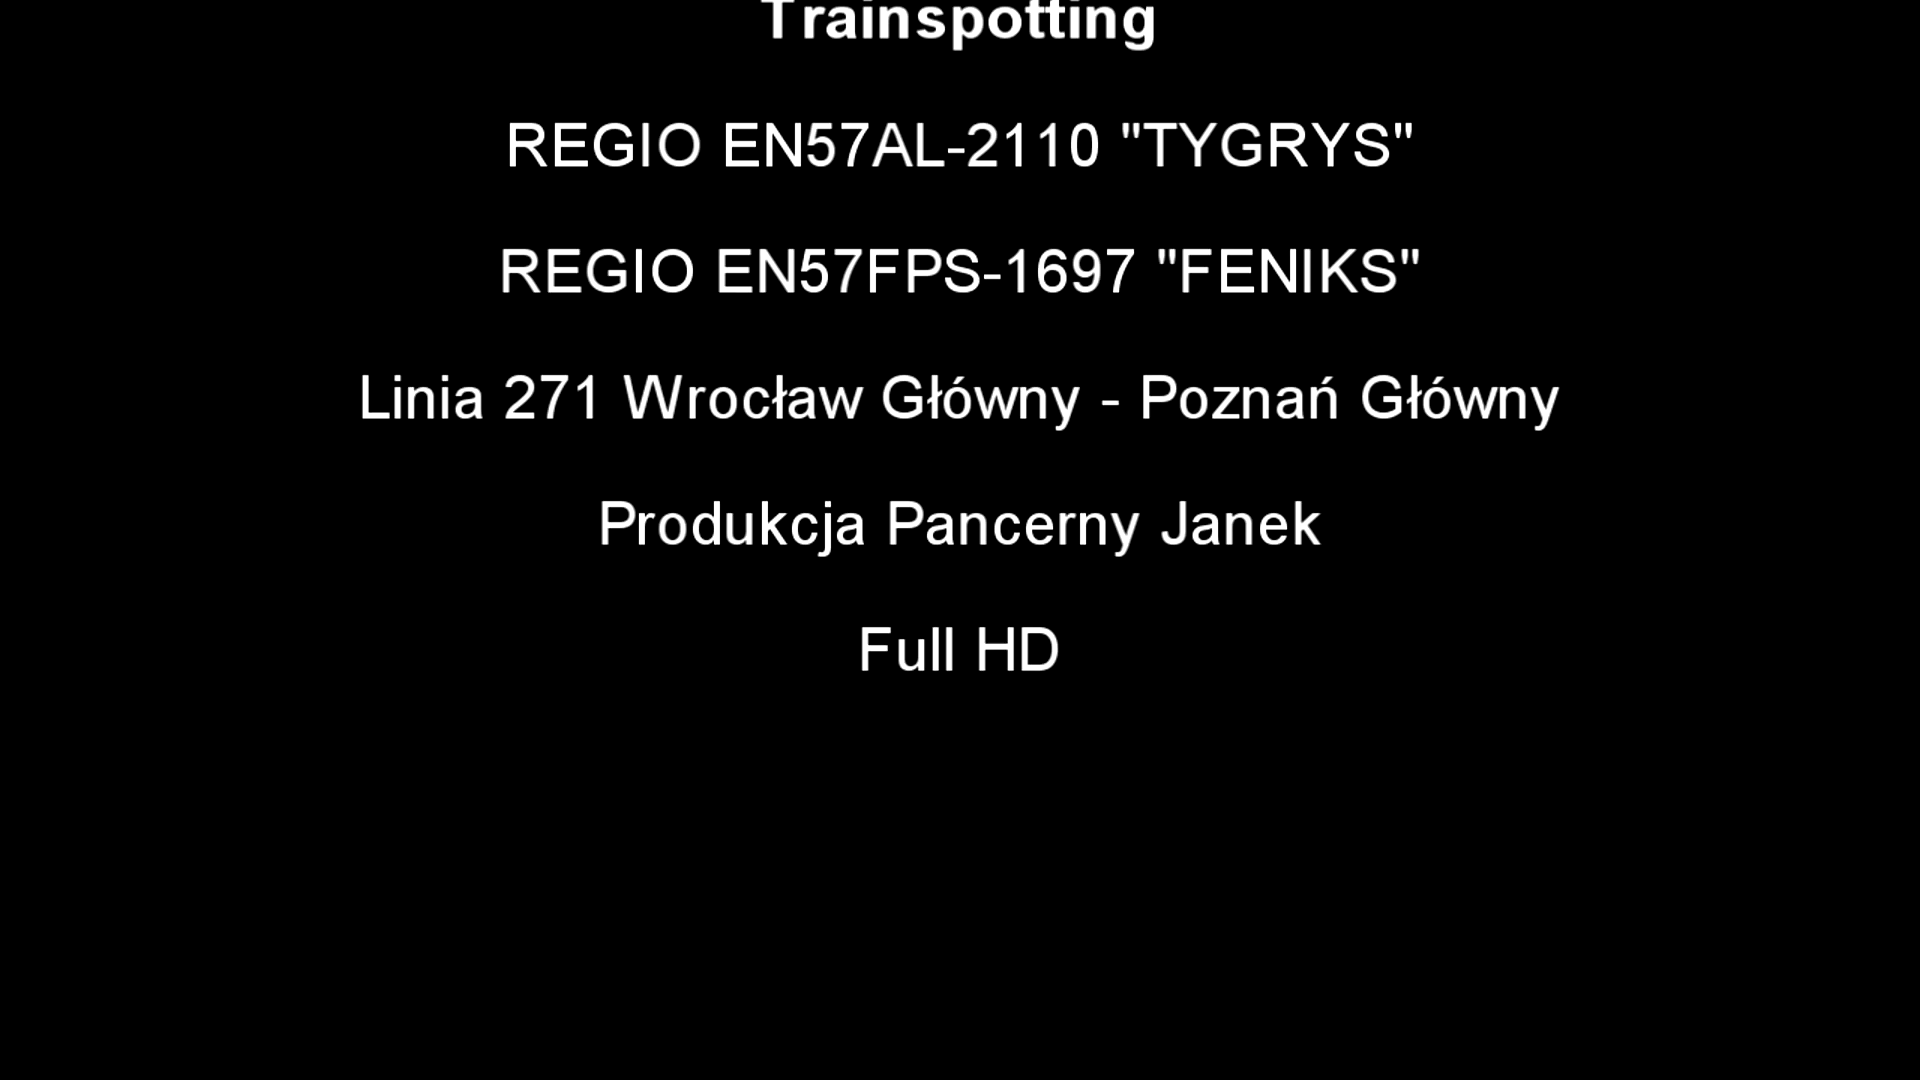 Trainspotting
REGIO EN57AL-2110 "TYGRYS"
REGIO EN57FPS-1697 "FENIKS"
Linia 271 Wrocław Główny - Poznań Główny
Produkcja Pancerny Janek
Full HD